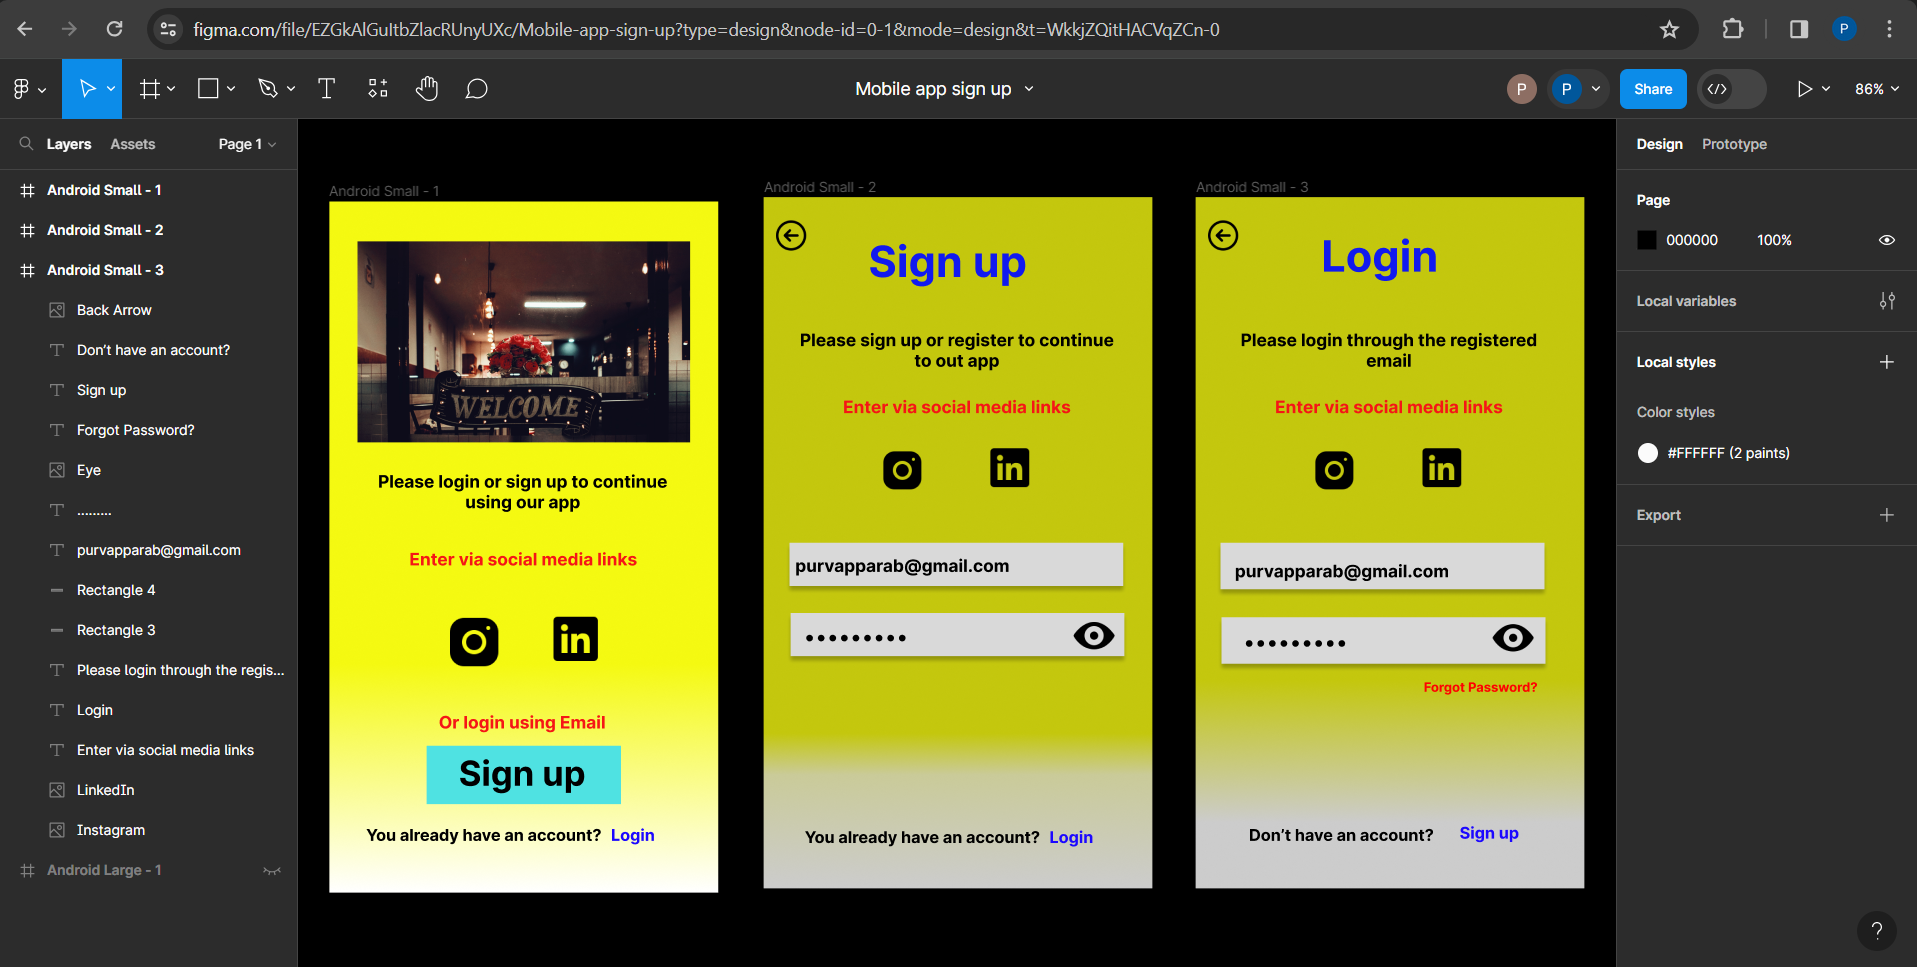 figma.com/file/EZGkAlGuItbZlacRUnyUXc/Mobile-app-sign-up?type=design&node-id=0-1&mode=design&t=WkkjZQitHACVqZCn-0
P
Mobile app sign up
P
P
Share
86%
Layers
Assets
Page 1
Android Small - 1
Android Small - 2
Android Small - 3
Back Arrow
Don't have an account?
Sign up
Forgot Password?
Eye
.........
purvapparab@gmail.com
Rectangle 4
Rectangle 3
Please login through the regis...
Login
Enter via social media links
LinkedIn
Instagram
Android Large - 1
Android Small - 1
WELCOME
Please login or sign up to continue
using our app
Enter via social media links
in
Or login using Email
Sign up
You already have an account? Login
Android Small - 2
Sign up
Please sign up or register to continue
to out app
Enter via social media links
in
purvapparab@gmail.com
.........
You already have an account? Login
Android Small - 3
Login
Please login through the registered
email
Enter via social media links
in
purvapparab@gmail.com
.........
Forgot Password?
Don't have an account? Sign up
Design
Prototype
Page
000000
100%
Local variables
Local styles
Color styles
#FFFFFF (2 paints)
Export
?